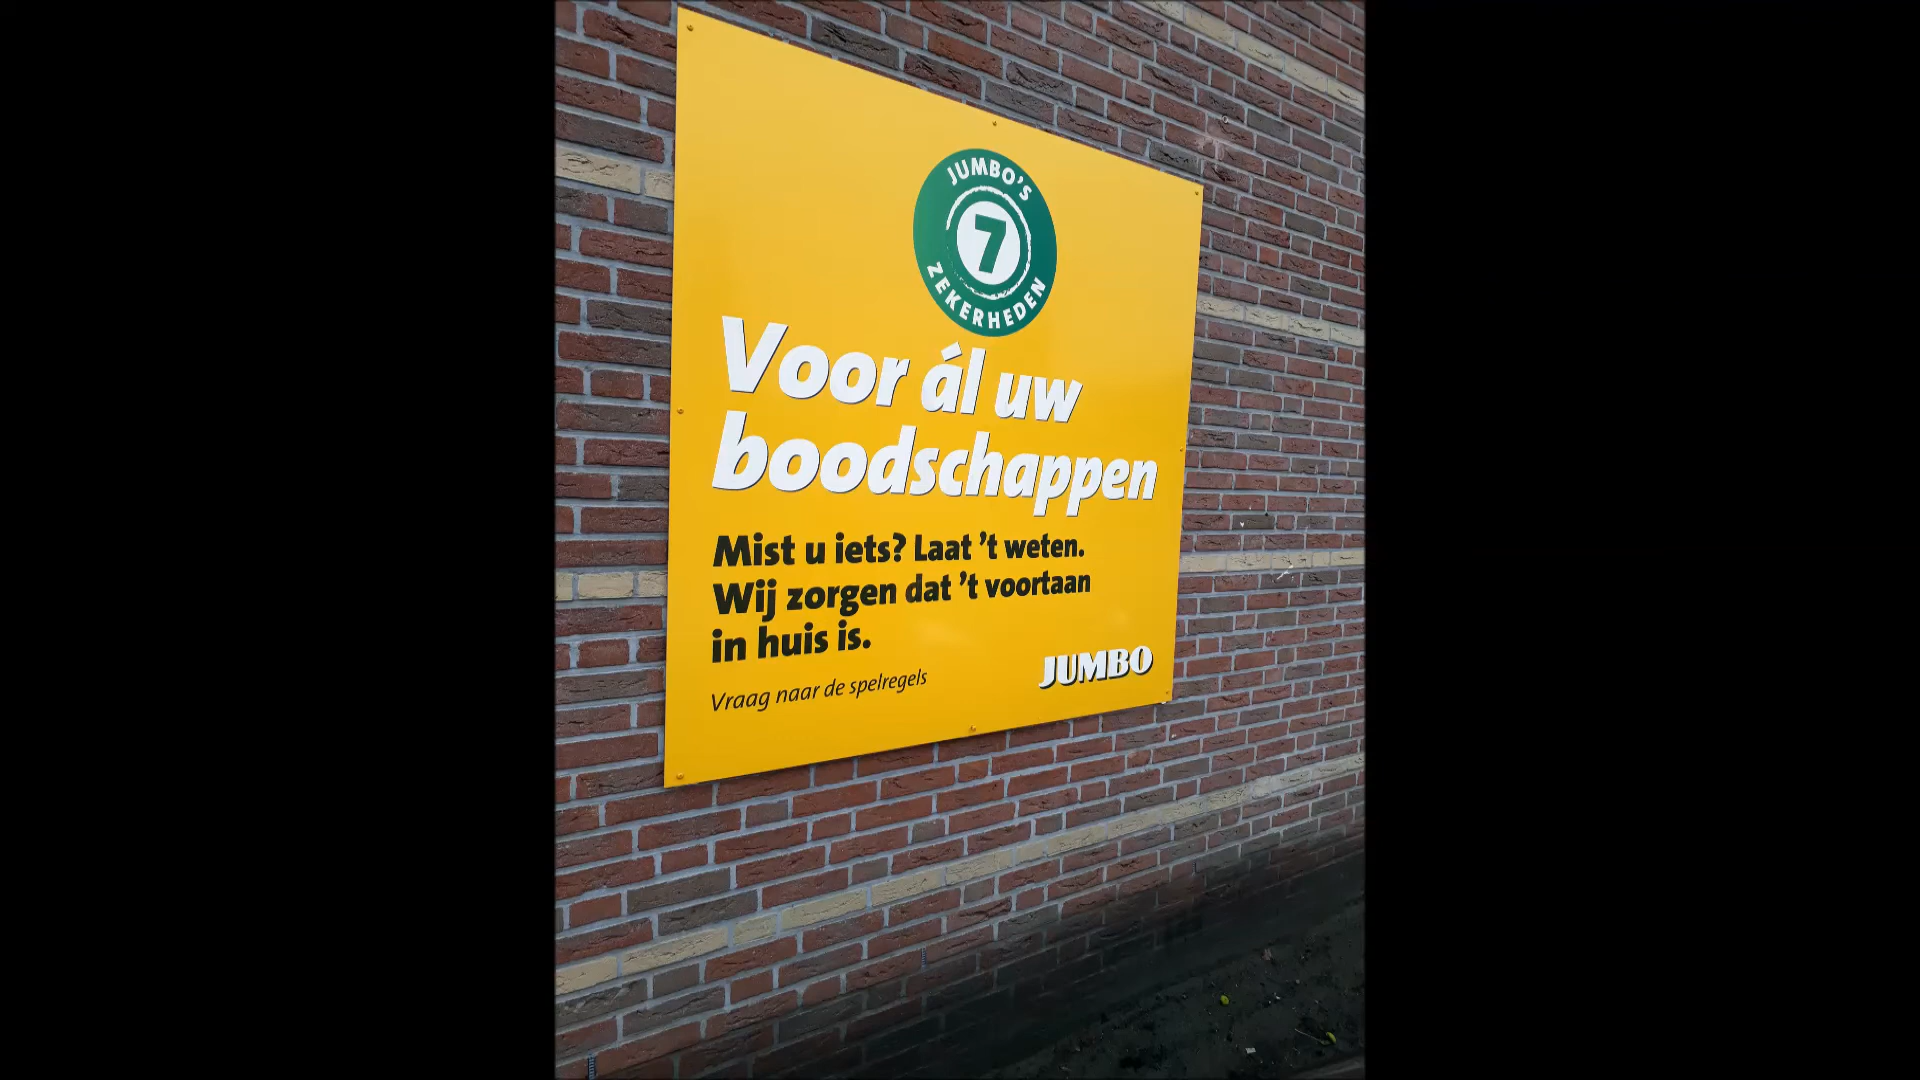 JUMBO'S
7
ZEKERHEDEN
Voor ál uw
boodschappen
Mist u iets? Laat 't weten.
Wij zorgen dat 't voortaan
in huis is.
Vraag naar de spelregels
JUMBO